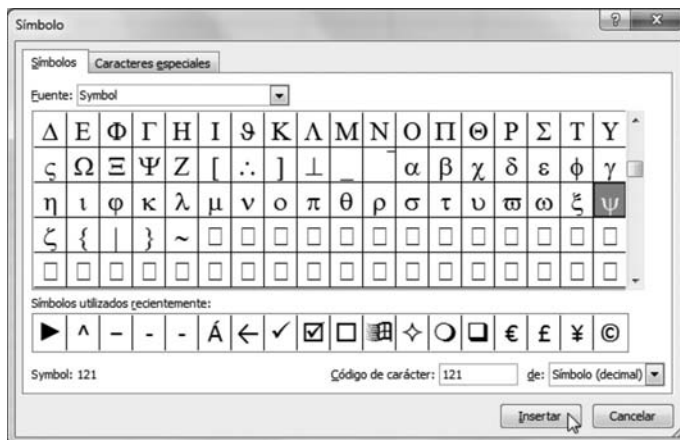 Símbolo
Símbolos Caracteres especiales
Fuente: Symbol
Δ Ε Φ Γ Η Ι ϑ Κ Λ Μ Ν Ο Π Θ Ρ Σ Τ Υ
ς Ω Ξ Ψ Ζ [ ∴ ] ⊥ _ ‾ α β χ δ ε φ γ
η ι ϕ κ λ μ ν ο π θ ρ σ τ υ ϖ ω ξ ψ
ζ { | } ~ □ □ □ □ □ □ □ □ □ □ □ □ □
□ □ □ □ □ □ □ □ □ □ □ □ □ □ □ □ □ □
Símbolos utilizados recientemente:
► ^ – - - Á ← ✓ ☑ □ ✧ ❍ ❑ € £ ¥ ©
Symbol: 121 Código de carácter: 121 de: Símbolo (decimal)
Insertar Cancelar